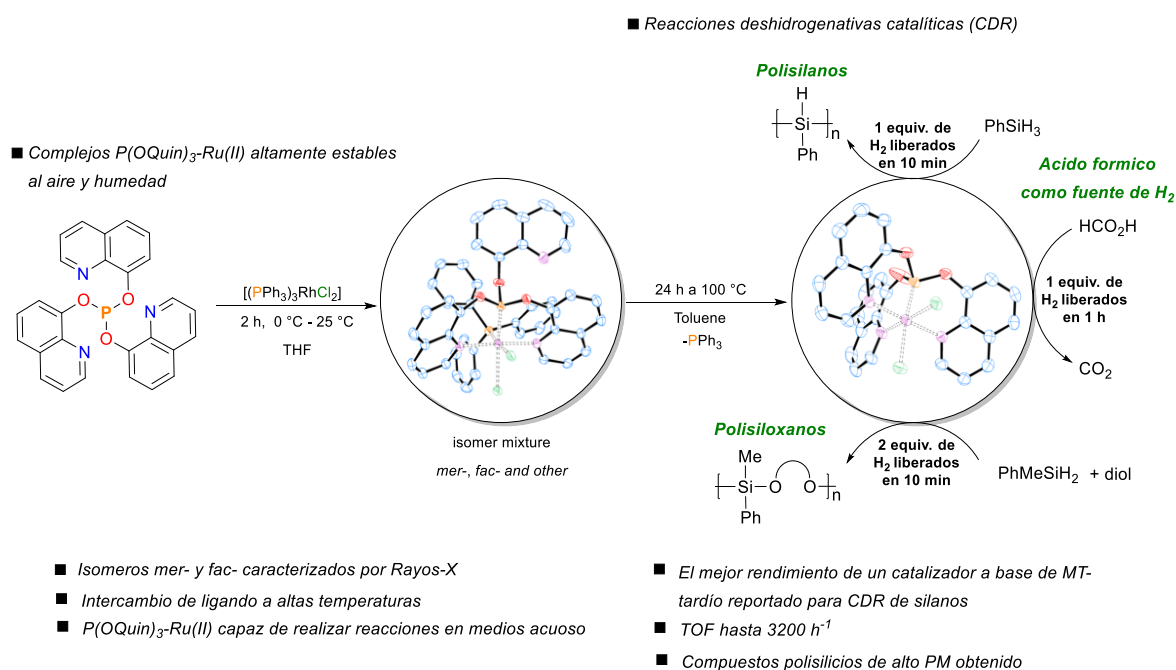 ■ Reacciones deshidrogenativas catalíticas (CDR)
Polisilanos
H
Si
n
Ph
1 equiv. de
H2 liberados
en 10 min
PhSiH3
■ Complejos P(OQuin)3-Ru(II) altamente estables
al aire y humedad
N
O
P
O
O
N
N
[(PPh3)3RhCl2]
2 h, 0 °C - 25 °C
THF
isomer mixture
mer-, fac- and other
24 h a 100 °C
Toluene
-PPh3
Acido formico
como fuente de H2
HCO2H
1 equiv. de
H2 liberados
en 1 h
CO2
Polisiloxanos
Me
Si
O
O
n
Ph
2 equiv. de
H2 liberados
en 10 min
PhMeSiH2 + diol
■ Isomeros mer- y fac- caracterizados por Rayos-X
■ Intercambio de ligando a altas temperaturas
■ P(OQuin)3-Ru(II) capaz de realizar reacciones en medios acuoso
■ El mejor rendimiento de un catalizador a base de MT-
tardío reportado para CDR de silanos
■ TOF hasta 3200 h-1
■ Compuestos polisilicios de alto PM obtenido